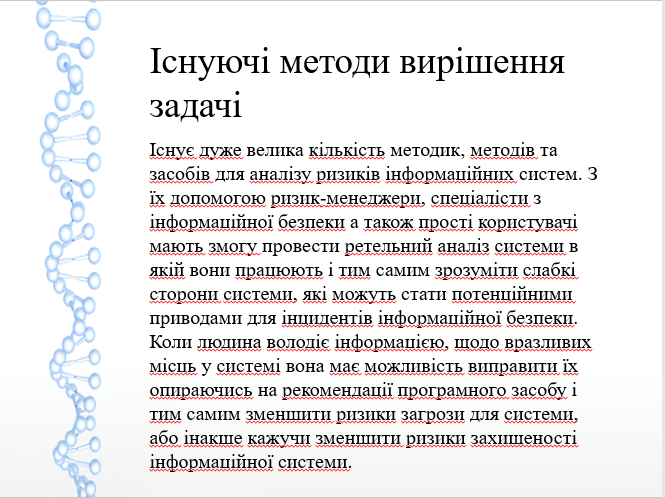 Існуючі методи вирішення
задачі
Існує дуже велика кількість методик, методів та
засобів для аналізу ризиків інформаційних систем. З
їх допомогою ризик-менеджери, спеціалісти з
інформаційної безпеки а також прості користувачі
мають змогу провести ретельний аналіз системи в
якій вони працюють і тим самим зрозуміти слабкі
сторони системи, які можуть стати потенційними
приводами для інцидентів інформаційної безпеки.
Коли людина володіє інформацією, щодо вразливих
місць у системі вона має можливість виправити їх
опираючись на рекомендації програмного засобу і
тим самим зменшити ризики загрози для системи,
або інакше кажучи зменшити ризики захищеності
інформаційної системи.